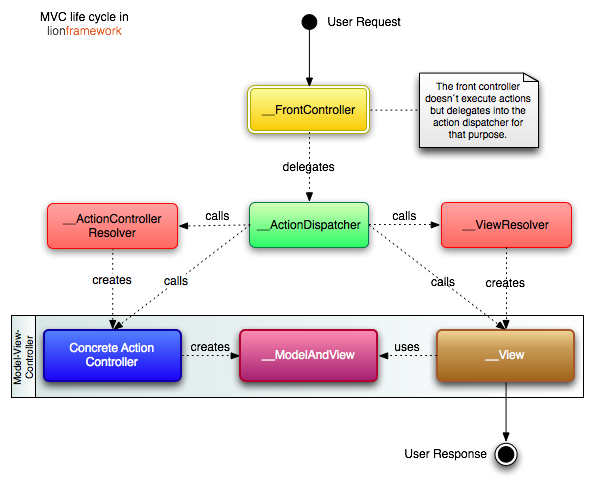 MVC life cycle in
lionframework
User Request
__FrontController
The front controller
doesn´t execute actions
but delegates into the
action dispatcher for
that purpose.
delegates
__ActionController
Resolver
calls
__ActionDispatcher
calls
__ViewResolver
creates
calls
calls
creates
Model-View-
Controller
Concrete Action
Controller
creates
__ModelAndView
uses
__View
User Response